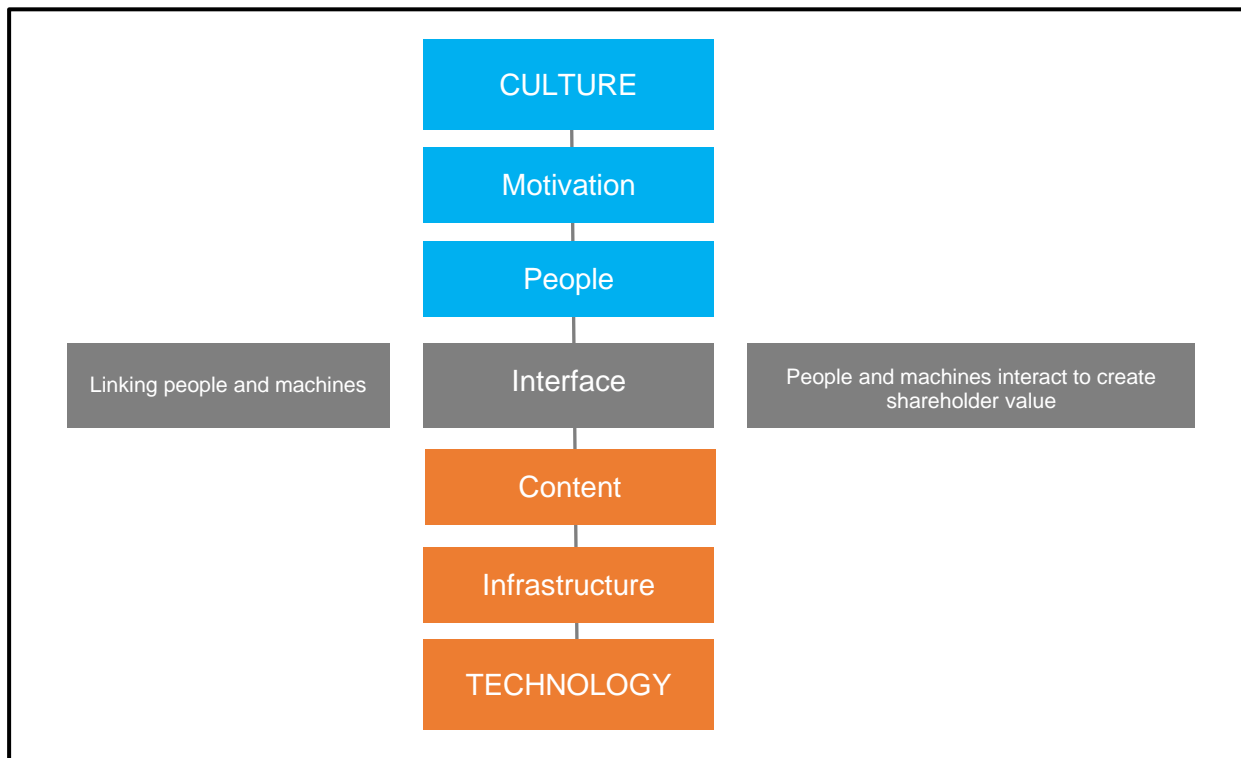 CULTURE
Motivation
People
Linking people and machines
Interface
People and machines interact to create
shareholder value
Content
Infrastructure
TECHNOLOGY